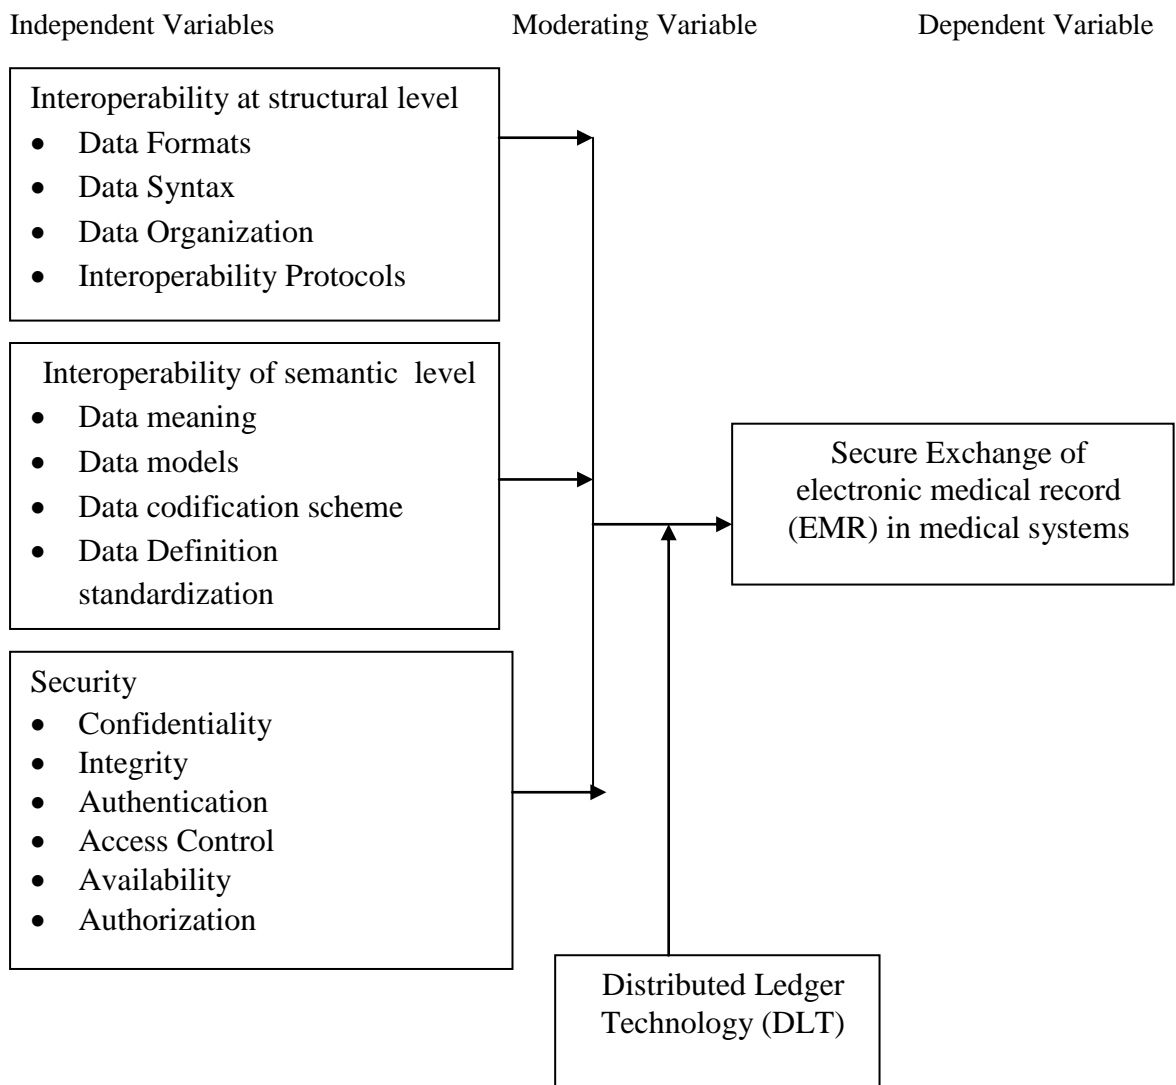 Independent Variables
Moderating Variable
Dependent Variable
Interoperability at structural level
• Data Formats
• Data Syntax
• Data Organization
• Interoperability Protocols
Interoperability of semantic level
• Data meaning
• Data models
• Data codification scheme
• Data Definition
standardization
Security
• Confidentiality
• Integrity
• Authentication
• Access Control
• Availability
• Authorization
Secure Exchange of
electronic medical record
(EMR) in medical systems
Distributed Ledger
Technology (DLT)